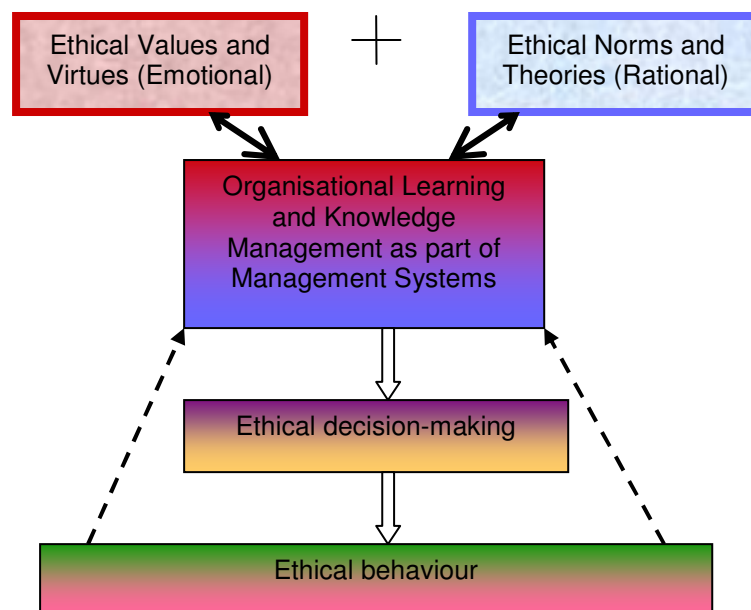 Ethical Values and
Virtues (Emotional)
+
Ethical Norms and
Theories (Rational)
Organisational Learning
and Knowledge
Management as part of
Management Systems
Ethical decision-making
Ethical behaviour